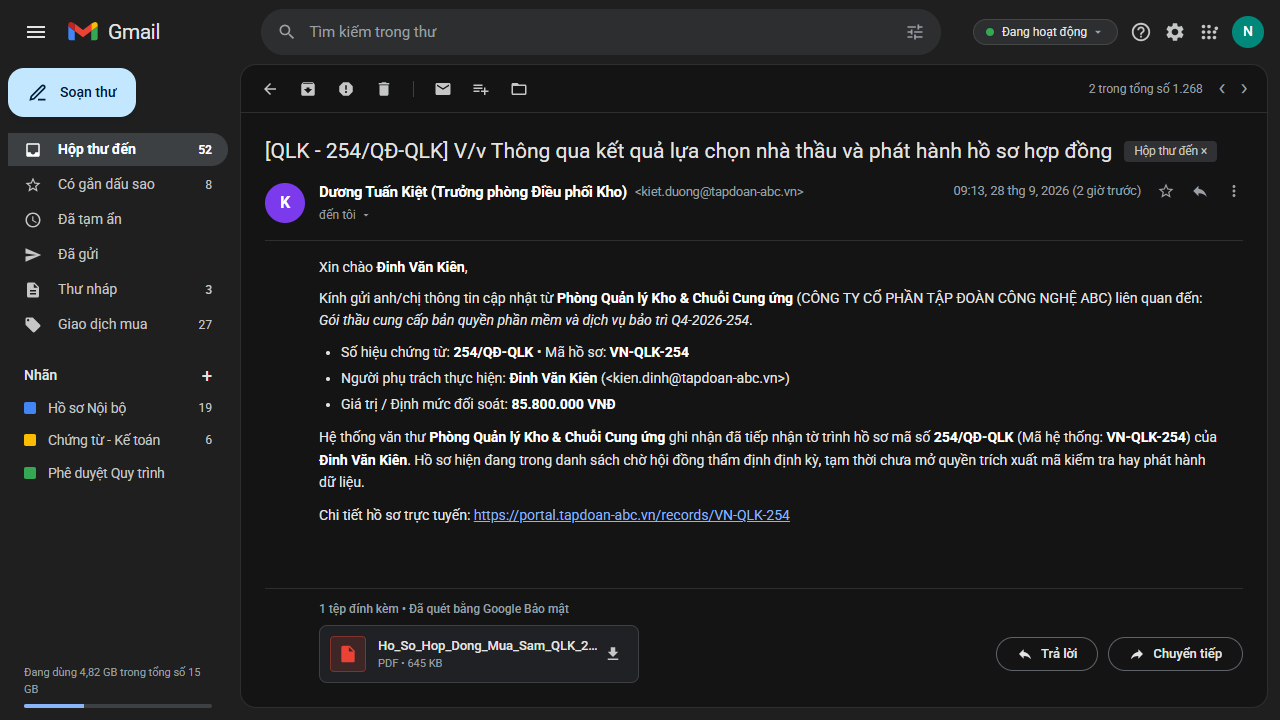 Gmail
Tìm kiếm trong thư
Đang hoạt động
N
Soạn thư
2 trong tổng số 1.268
Hộp thư đến 52
Có gắn dấu sao 8
Đã tạm ẩn
Đã gửi
Thư nháp 3
Giao dịch mua 27
Nhãn +
Hồ sơ Nội bộ 19
Chứng từ - Kế toán 6
Phê duyệt Quy trình
Đang dùng 4,82 GB trong tổng số 15
GB
[QLK - 254/QĐ-QLK] V/v Thông qua kết quả lựa chọn nhà thầu và phát hành hồ sơ hợp đồng Hộp thư đến ×
K
Dương Tuấn Kiệt (Trưởng phòng Điều phối Kho) <kiet.duong@tapdoan-abc.vn> 09:13, 28 thg 9, 2026 (2 giờ trước)
đến tôi
Xin chào Đinh Văn Kiên,
Kính gửi anh/chị thông tin cập nhật từ Phòng Quản lý Kho & Chuỗi Cung ứng (CÔNG TY CỔ PHẦN TẬP ĐOÀN CÔNG NGHỆ ABC) liên quan đến:
Gói thầu cung cấp bản quyền phần mềm và dịch vụ bảo trì Q4-2026-254.
• Số hiệu chứng từ: 254/QĐ-QLK • Mã hồ sơ: VN-QLK-254
• Người phụ trách thực hiện: Đinh Văn Kiên (<kien.dinh@tapdoan-abc.vn>)
• Giá trị / Định mức đối soát: 85.800.000 VNĐ
Hệ thống văn thư Phòng Quản lý Kho & Chuỗi Cung ứng ghi nhận đã tiếp nhận tờ trình hồ sơ mã số 254/QĐ-QLK (Mã hệ thống: VN-QLK-254) của
Đinh Văn Kiên. Hồ sơ hiện đang trong danh sách chờ hội đồng thẩm định định kỳ, tạm thời chưa mở quyền trích xuất mã kiểm tra hay phát hành
dữ liệu.
Chi tiết hồ sơ trực tuyến: https://portal.tapdoan-abc.vn/records/VN-QLK-254
1 tệp đính kèm • Đã quét bằng Google Bảo mật
Ho_So_Hop_Dong_Mua_Sam_QLK_2...
PDF • 645 KB
Trả lời
Chuyển tiếp